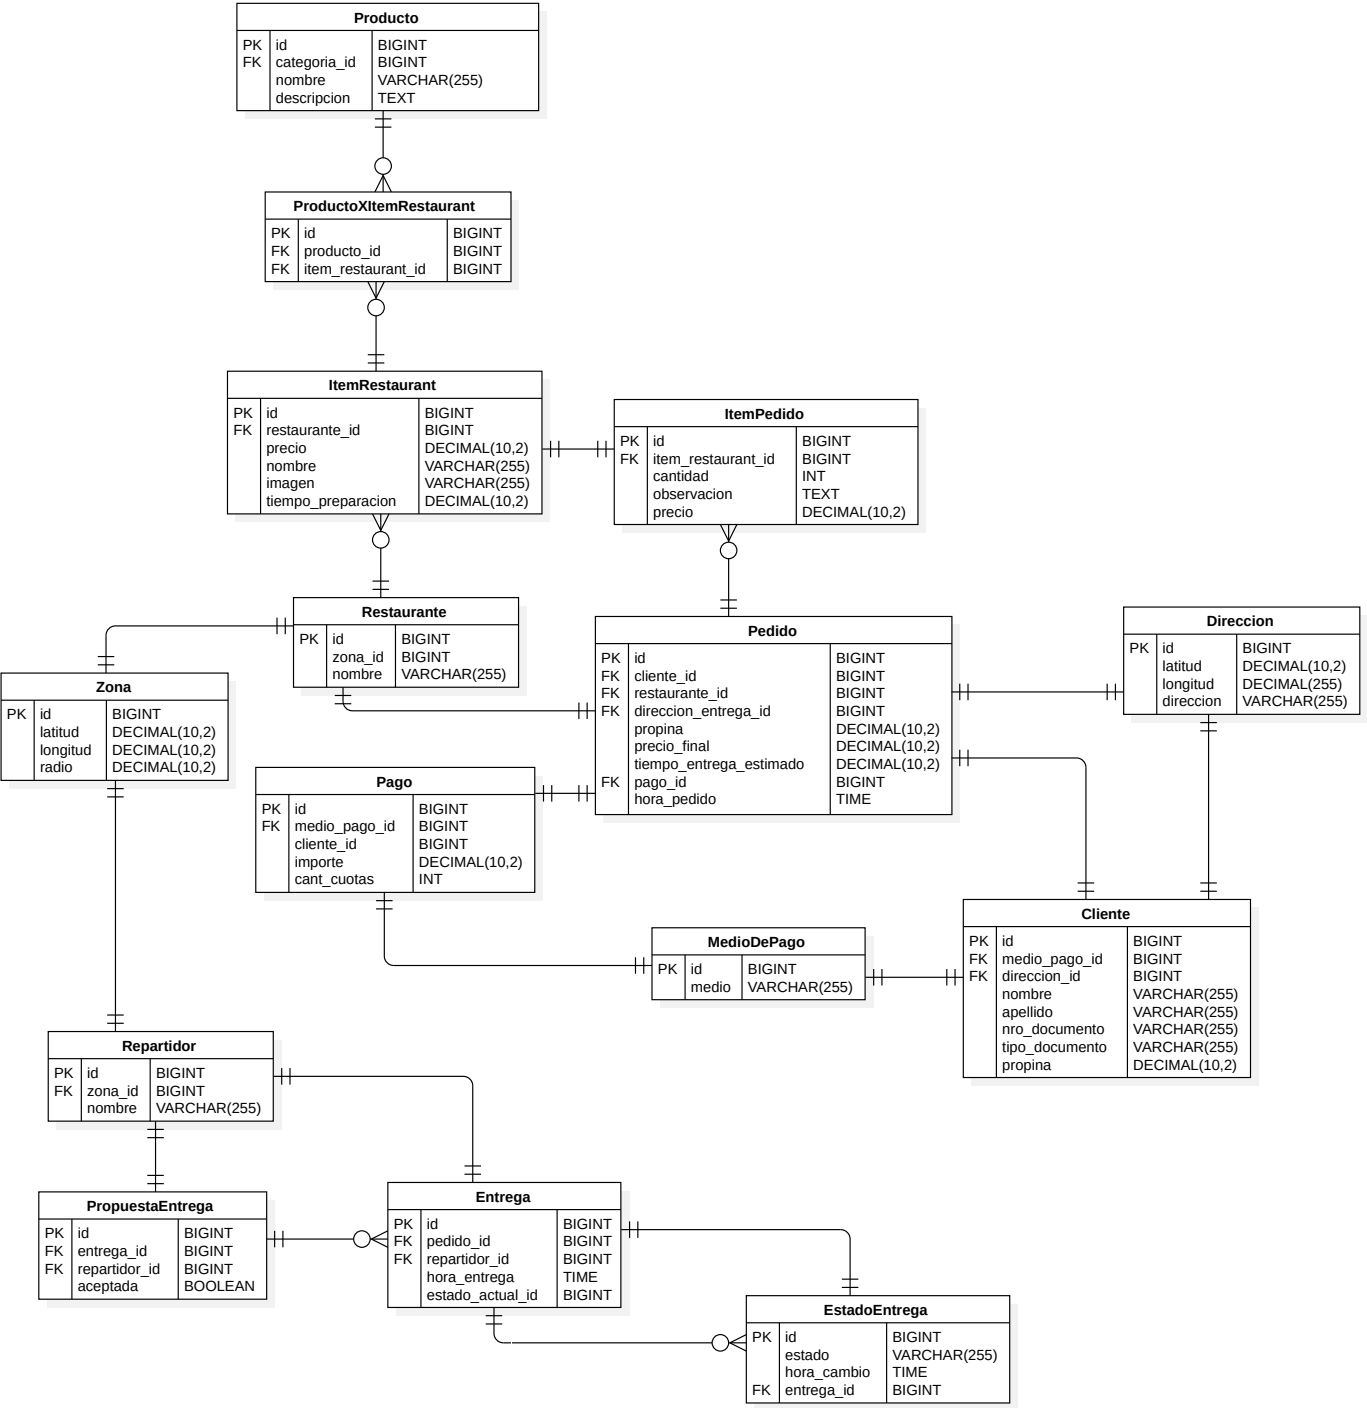 Producto
PK id BIGINT
FK categoria_id BIGINT
nombre VARCHAR(255)
descripcion TEXT
ProductoXItemRestaurant
PK id BIGINT
FK producto_id BIGINT
FK item_restaurant_id BIGINT
ItemRestaurant
PK id BIGINT
FK restaurante_id BIGINT
precio DECIMAL(10,2)
nombre VARCHAR(255)
imagen VARCHAR(255)
tiempo_preparacion DECIMAL(10,2)
ItemPedido
PK id BIGINT
FK item_restaurant_id BIGINT
cantidad INT
observacion TEXT
precio DECIMAL(10,2)
Restaurante
PK id BIGINT
zona_id BIGINT
nombre VARCHAR(255)
Pedido
PK id BIGINT
FK cliente_id BIGINT
FK restaurante_id BIGINT
FK direccion_entrega_id BIGINT
propina DECIMAL(10,2)
precio_final DECIMAL(10,2)
tiempo_entrega_estimado DECIMAL(10,2)
FK pago_id BIGINT
hora_pedido TIME
Direccion
PK id BIGINT
latitud DECIMAL(10,2)
longitud DECIMAL(255)
direccion VARCHAR(255)
Zona
PK id BIGINT
latitud DECIMAL(10,2)
longitud DECIMAL(10,2)
radio DECIMAL(10,2)
Pago
PK id BIGINT
FK medio_pago_id BIGINT
cliente_id BIGINT
importe DECIMAL(10,2)
cant_cuotas INT
MedioDePago
PK id BIGINT
medio VARCHAR(255)
Cliente
PK id BIGINT
FK medio_pago_id BIGINT
FK direccion_id BIGINT
nombre VARCHAR(255)
apellido VARCHAR(255)
nro_documento VARCHAR(255)
tipo_documento VARCHAR(255)
propina DECIMAL(10,2)
Repartidor
PK id BIGINT
FK zona_id BIGINT
nombre VARCHAR(255)
PropuestaEntrega
PK id BIGINT
FK entrega_id BIGINT
FK repartidor_id BIGINT
aceptada BOOLEAN
Entrega
PK id BIGINT
FK pedido_id BIGINT
FK repartidor_id BIGINT
hora_entrega TIME
estado_actual_id BIGINT
EstadoEntrega
PK id BIGINT
estado VARCHAR(255)
hora_cambio TIME
FK entrega_id BIGINT